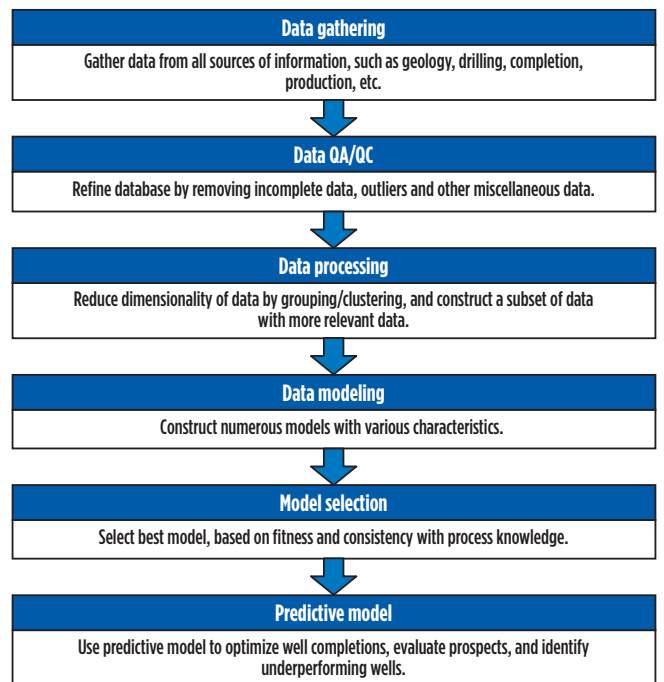 Data gathering
Gather data from all sources of information, such as geology, drilling, completion,
production, etc.
Data QA/QC
Refine database by removing incomplete data, outliers and other miscellaneous data.
Data processing
Reduce dimensionality of data by grouping/clustering, and construct a subset of data
with more relevant data.
Data modeling
Construct numerous models with various characteristics.
Model selection
Select best model, based on fitness and consistency with process knowledge.
Predictive model
Use predictive model to optimize well completions, evaluate prospects, and identify
underperforming wells.